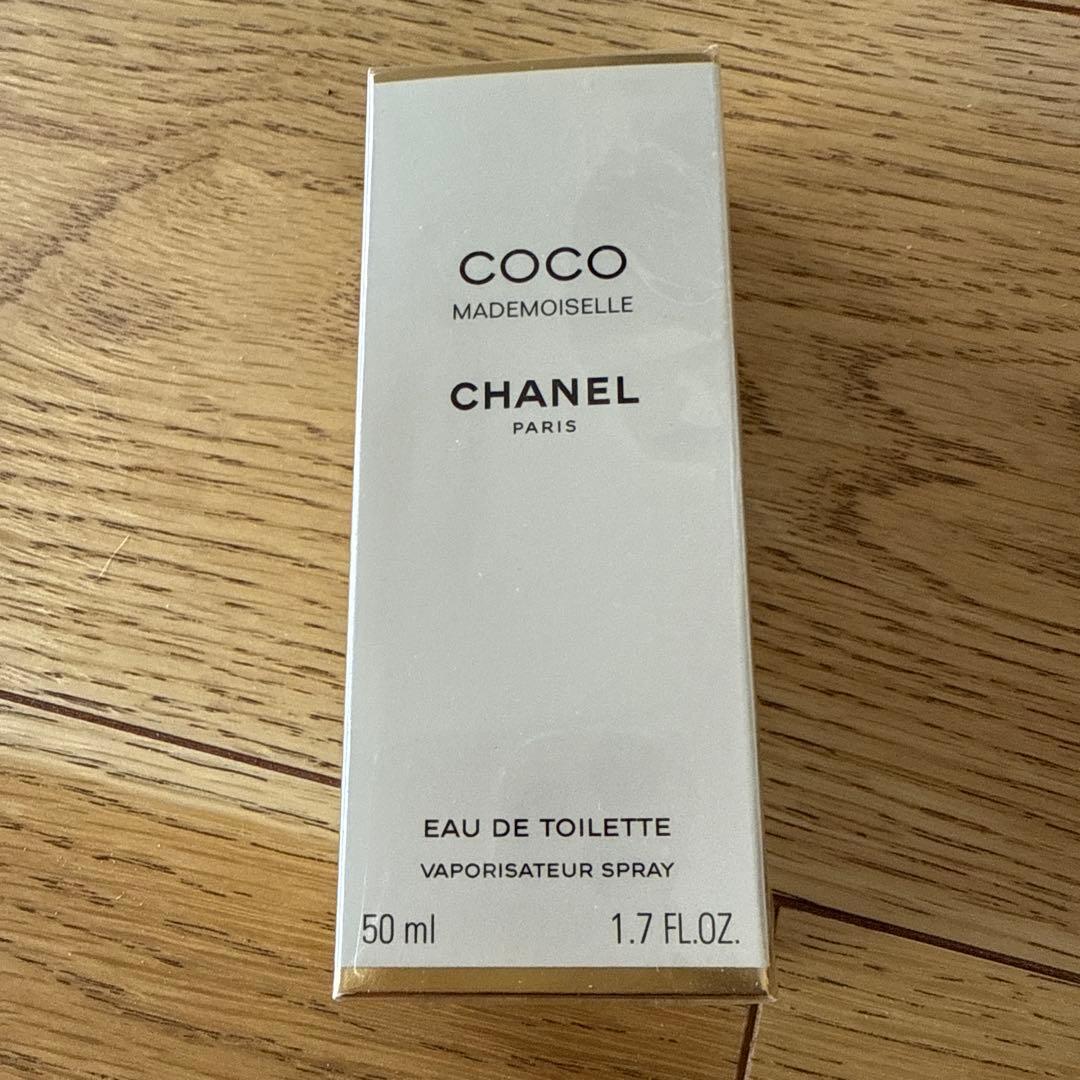 COCO
MADEMOISELLE
CHANEL
PARIS
EAU DE TOILETTE
VAPORISATEUR SPRAY
50 ml 1.7 FL.OZ.